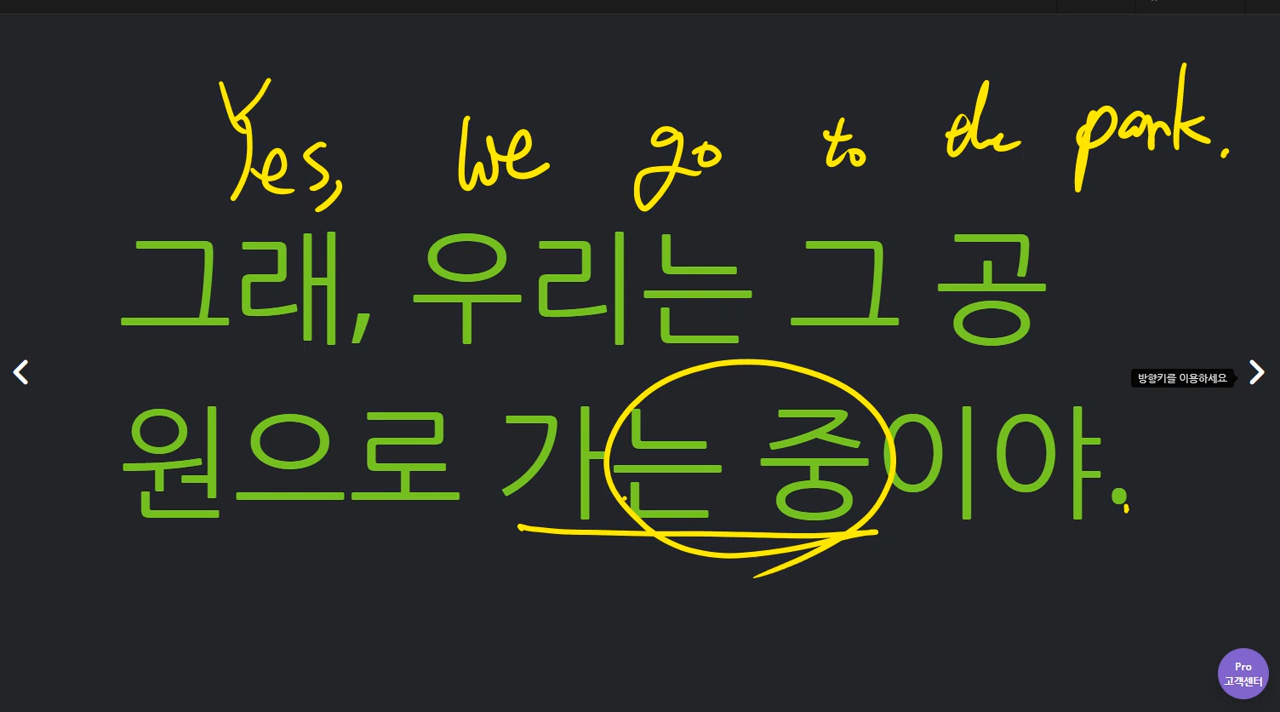 Yes, we go to the park.
그래, 우리는 그 공
방향키를 이용하세요
원으로 가는 중이야.
Pro
고객센터